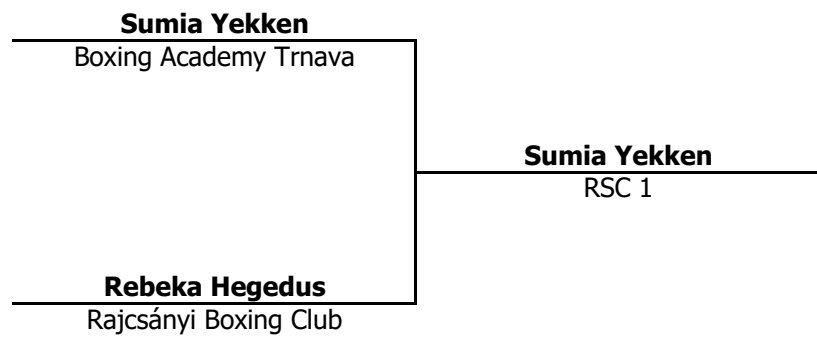 Sumia Yekken
Boxing Academy Trnava
Sumia Yekken
RSC 1
Rebeka Hegedus
Rajcsányi Boxing Club